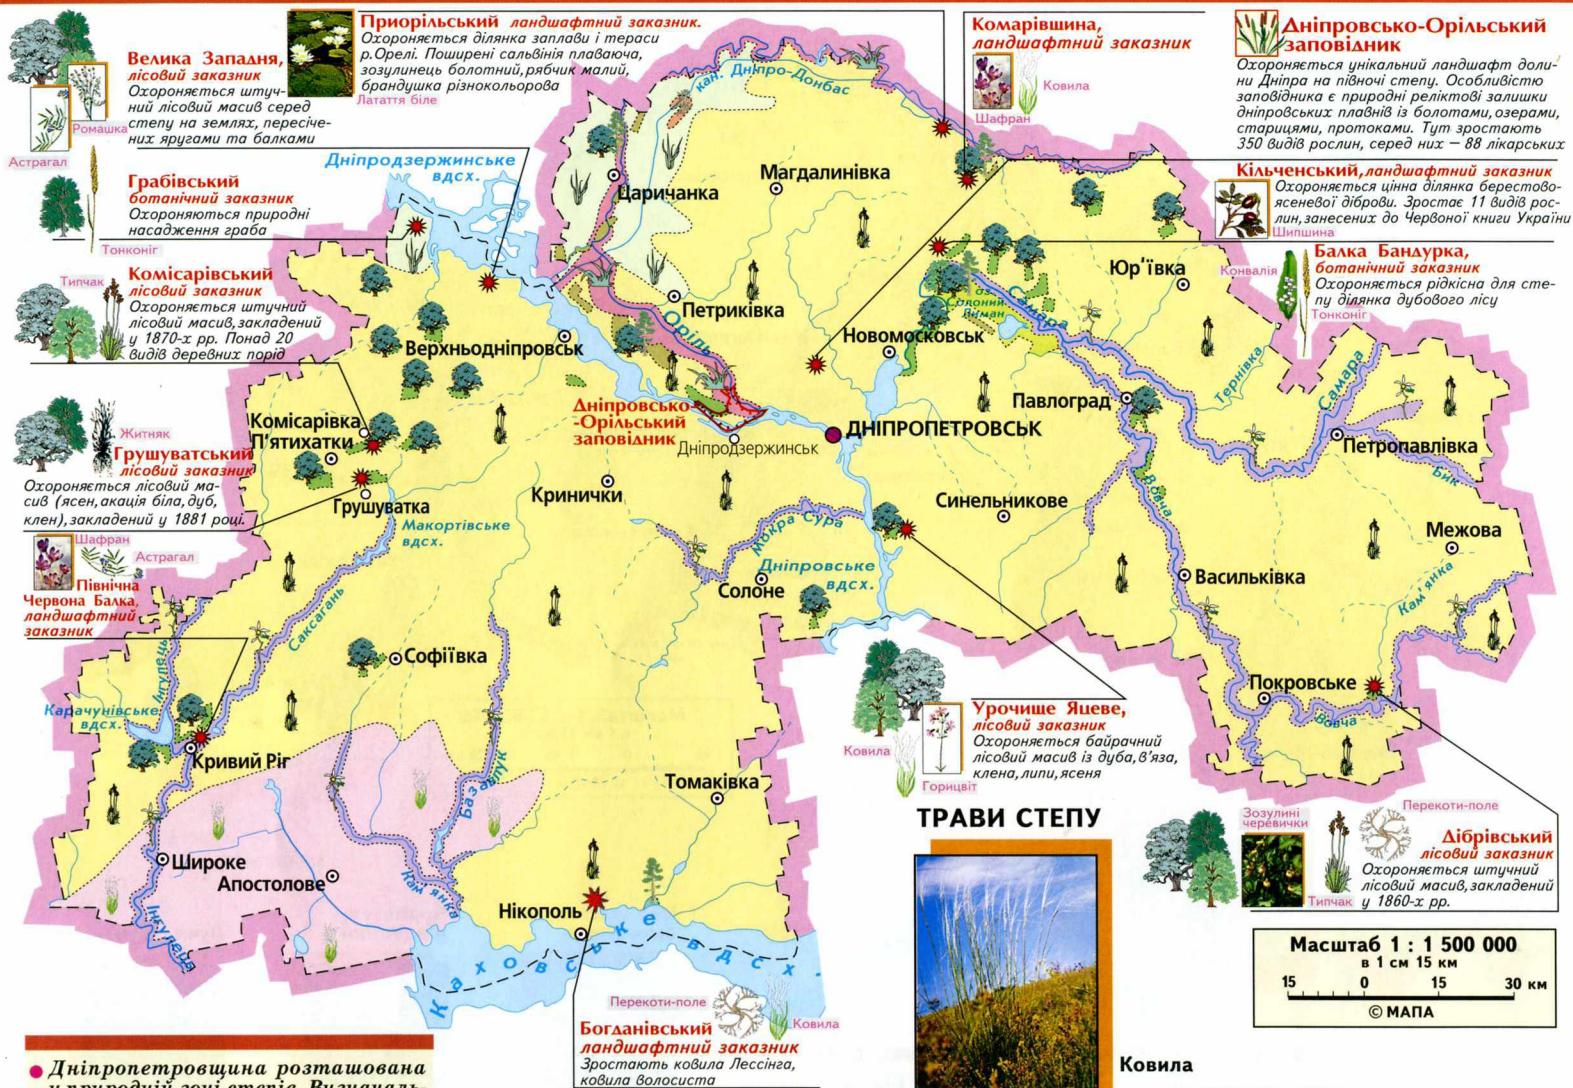 Велика Западня,
лісовий заказник
Охороняється штуч-
ний лісовий масив серед
степу на землях, пересіче-
них яругами та балками
Ромашка
Астрагал
Приорільський ландшафтний заказник.
Охороняється ділянка заплави і тераси
р.Орелі. Поширені сальвінія плаваюча,
зозулинець болотний, рябчик малий,
брандушка різнокольорова
Латаття біле
Комарівщина,
ландшафтний заказник
Ковила
Шафран
Дніпровсько-Орільський
заповідник
Охороняється унікальний ландшафт доли-
ни Дніпра на півночі степу. Особливістю
заповідника є природні реліктові залишки
дніпровських плавнів із болотами, озерами,
старицями, протоками. Тут зростають
350 видів рослин, серед них — 88 лікарських
Кільченський, ландшафтний заказник
Охороняється цінна ділянка берестово-
ясеневої діброви. Зростає 11 видів рос-
лин, занесених до Червоної книги України
Шипшина
Балка Бандурка,
ботанічний заказник
Охороняється рідкісна для сте-
пу ділянка дубового лісу
Конвалія
Тонконіг
Грабівський
ботанічний заказник
Охороняються природні
насадження граба
Тонконіг
Комісарівський
лісовий заказник
Охороняється штучний
лісовий масив, закладений
у 1870-х рр. Понад 20
видів деревних порід
Типчак
Житняк
Грушуватський
лісовий заказник
Охороняється лісовий ма-
сив (ясен, акація біла, дуб,
клен), закладений у 1881 році.
Шафран
Астрагал
Північна
Червона Балка,
ландшафтний
заказник
Дніпродзержинське
вдсх.
кан. Дніпро-Донбас
Царичанка
Магдалинівка
Юр'ївка
Петриківка
Оріль
Верхньодніпровськ
Новомосковськ
оз.
Солоний
Лиман
Самара
Тернівка
Самара
Павлоград
Петропавлівка
Бик
Комісарівка
П'ятихатки
Грушуватка
Дніпровсько
-Орільський
заповідник
Дніпродзержинськ
ДНІПРОПЕТРОВСЬК
Кринички
Синельникове
Вовча
Межова
Макортівське
вдсх.
Мокра Сура
Дніпровське
вдсх.
Солоне
Васильківка
Кам'янка
Саксагань
Софіївка
Інгулець
Карачунівське
вдсх.
Кривий Ріг
Базавлук
Томаківка
Покровське
Вовча
Широке
Апостолове
Кам'янка
Інгулець
Нікополь
Каховське вдсх.
Урочище Яцеве,
лісовий заказник
Охороняється байрачний
лісовий масив із дуба, в'яза,
клена, липи, ясеня
Ковила
Горицвіт
Зозулині
черевички
Перекоти-поле
Типчак
Дібрівський
лісовий заказник
Охороняється штучний
лісовий масив, закладений
у 1860-х рр.
Перекоти-поле
Ковила
Богданівський
ландшафтний заказник
Зростають ковила Лессінга,
ковила волосиста
ТРАВИ СТЕПУ
Ковила
Масштаб 1 : 1 500 000
в 1 см 15 км
15 0 15 30 км
© МАПА
Дніпропетровщина розташована